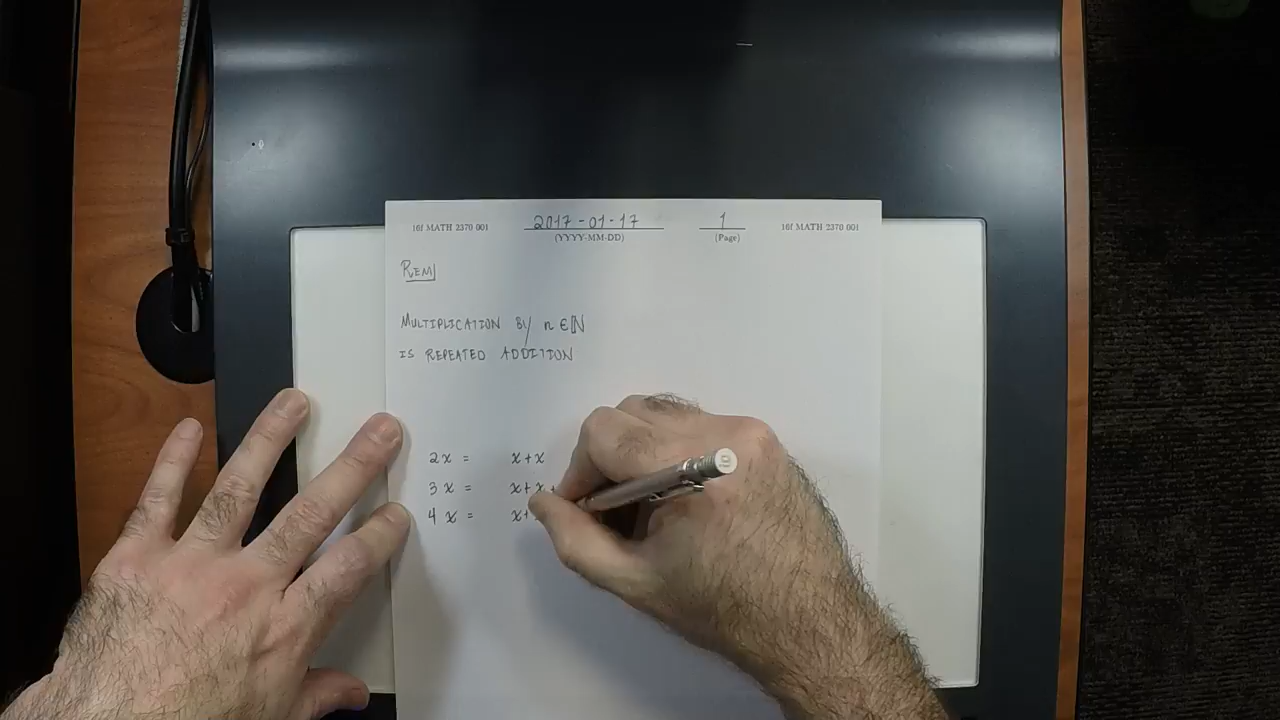 16f MATH 2370 001 2017-01-17 1 16f MATH 2370 001
(YYYY-MM-DD) (Page)
REM
MULTIPLICATION BY n ∈ ℕ
IS REPEATED ADDITION
2x = x+x
3x = x+x+
4x = x+